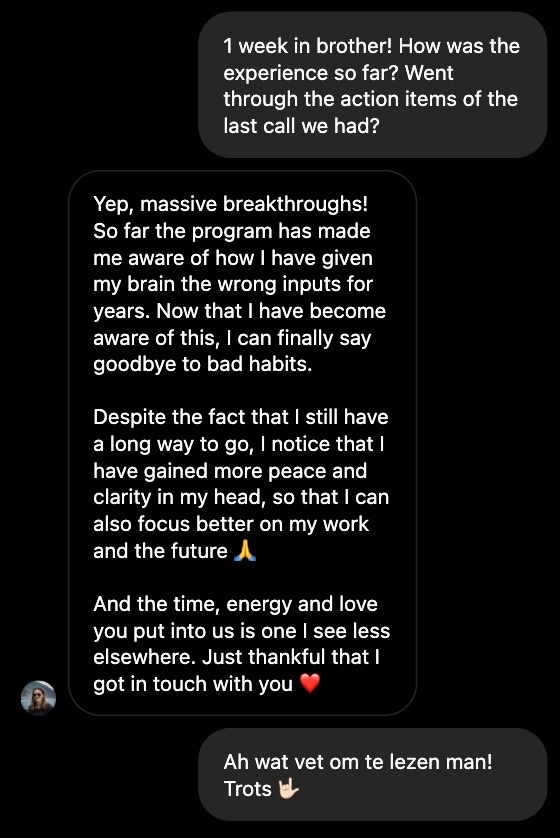 1 week in brother! How was the
experience so far? Went
through the action items of the
last call we had?
Yep, massive breakthroughs!
So far the program has made
me aware of how I have given
my brain the wrong inputs for
years. Now that I have become
aware of this, I can finally say
goodbye to bad habits.
Despite the fact that I still have
a long way to go, I notice that I
have gained more peace and
clarity in my head, so that I can
also focus better on my work
and the future 🙏
And the time, energy and love
you put into us is one I see less
elsewhere. Just thankful that I
got in touch with you ❤️
Ah wat vet om te lezen man!
Trots 🤟🏻